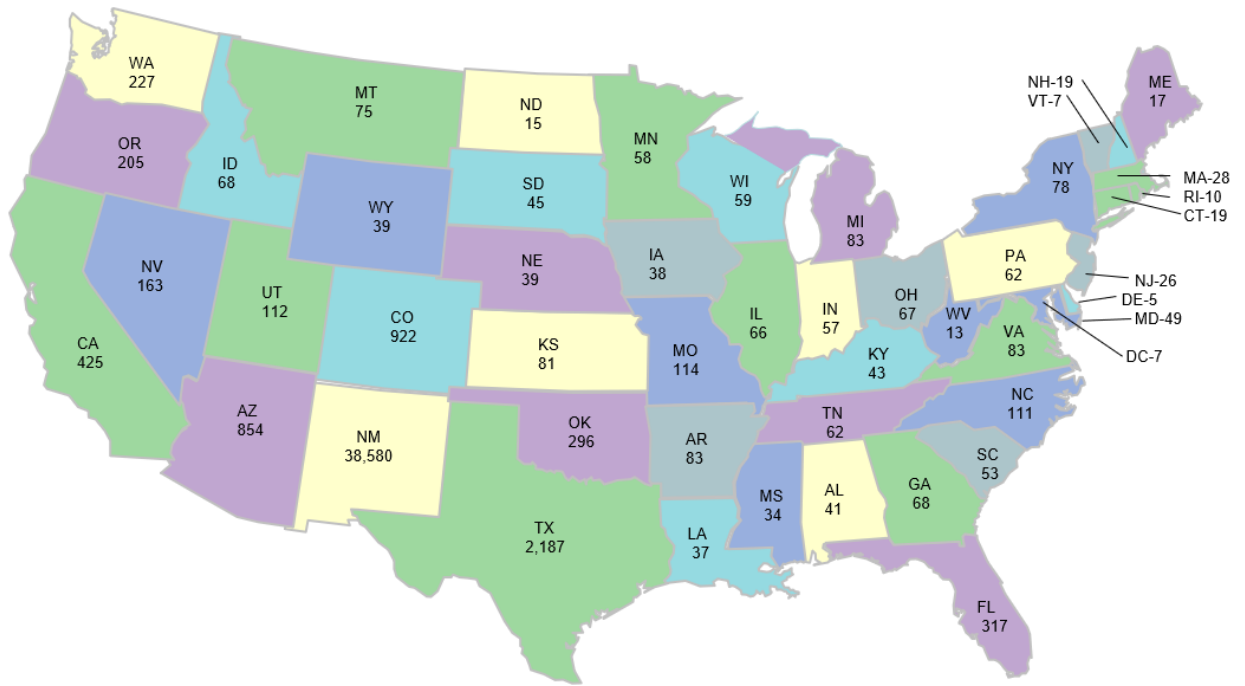 WA
227
OR
205
CA
425
ID
68
NV
163
MT
75
WY
39
UT
112
AZ
854
CO
922
NM
38,580
ND
15
SD
45
NE
39
KS
81
OK
296
TX
2,187
MN
58
IA
38
MO
114
AR
83
LA
37
WI
59
IL
66
MS
34
MI
83
IN
57
OH
67
KY
43
TN
62
AL
41
GA
68
FL
317
SC
53
NC
111
VA
83
WV
13
PA
62
NY
78
ME
17
NH-19
VT-7
MA-28
RI-10
CT-19
NJ-26
DE-5
MD-49
DC-7